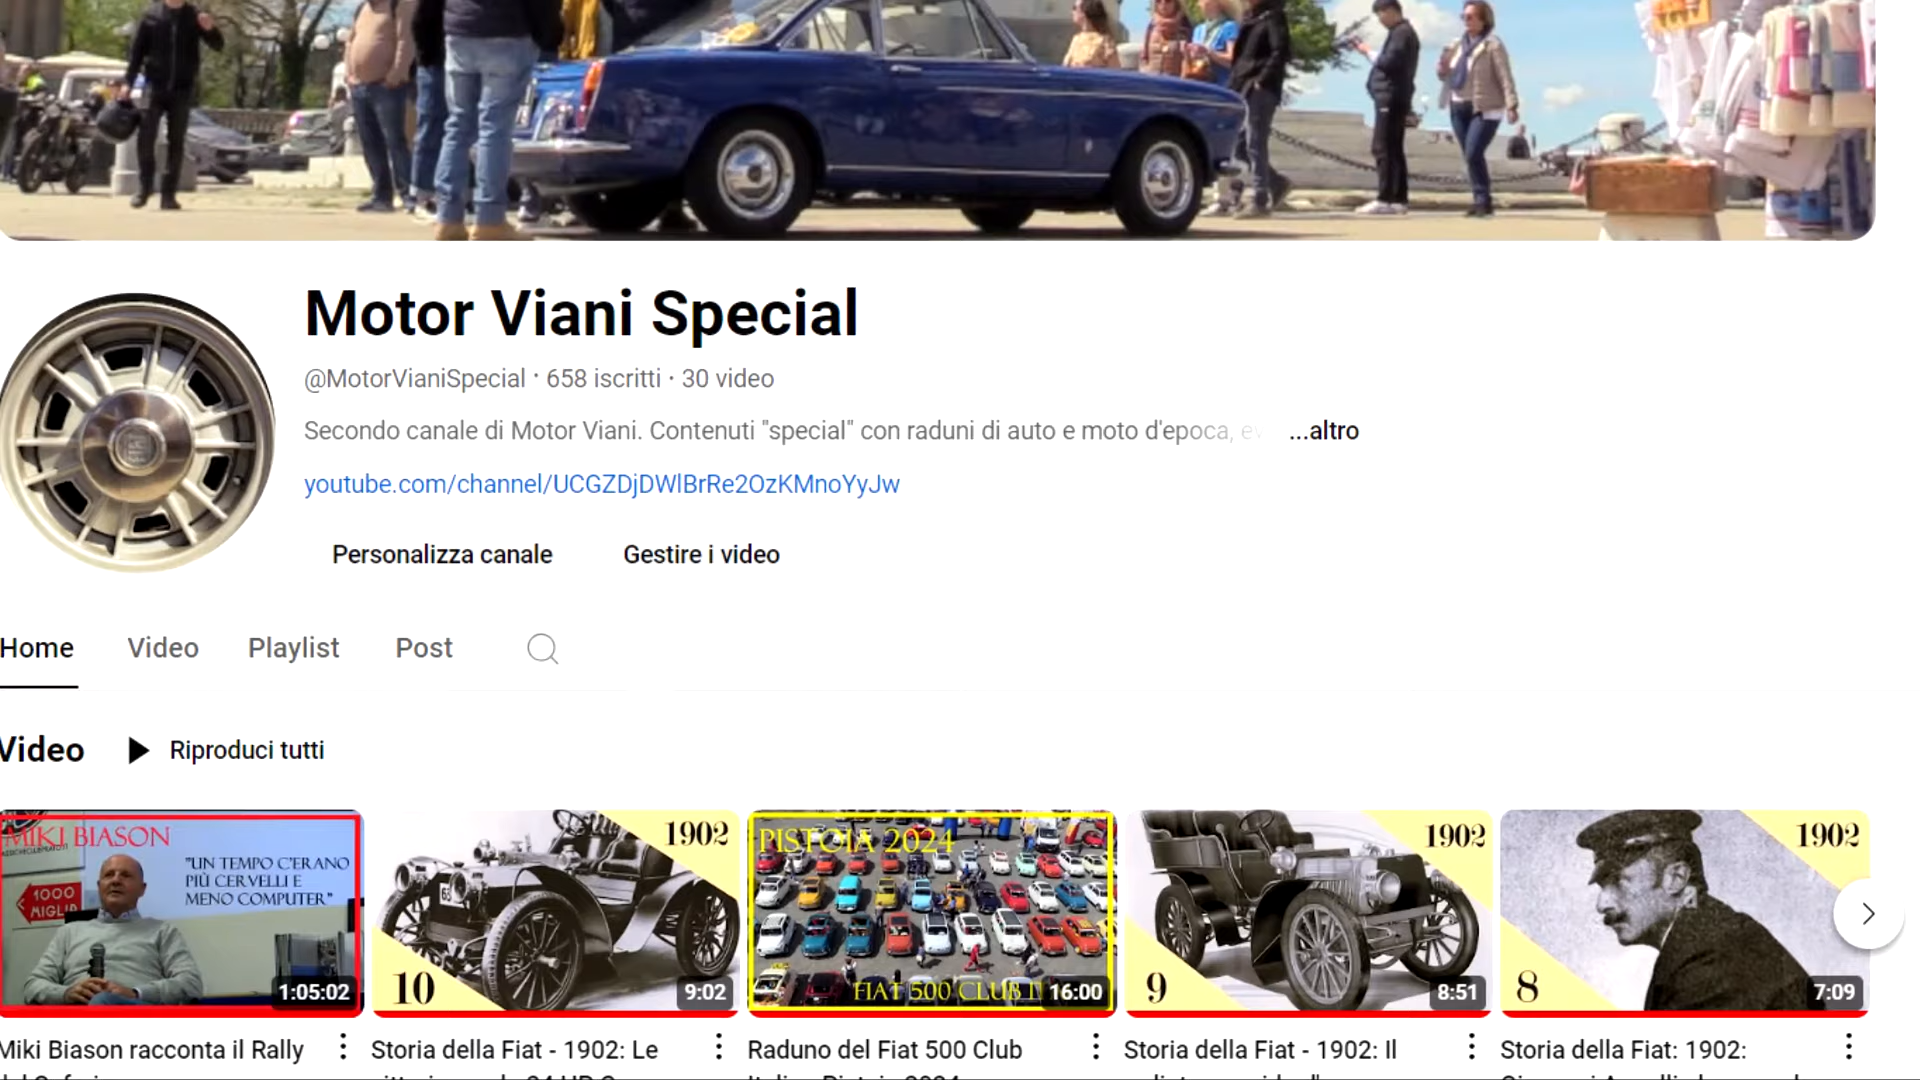 Motor Viani Special
@MotorVianiSpecial · 658 iscritti · 30 video
Secondo canale di Motor Viani. Contenuti "special" con raduni di auto e moto d'epoca, ...altro
youtube.com/channel/UCGZDjDWlBrRe2OzKMnoYyJw
Personalizza canale Gestire i video
Home Video Playlist Post
Video Riproduci tutti
MIKI BIASON
"UN TEMPO C'ERANO
PIÙ CERVELLI E
MENO COMPUTER"
1000
MIGLIA
1:05:02
1902
10
9:02
PISTOIA 2024
FIAT 500 CLUB I
16:00
1902
9
8:51
1902
8
7:09
Miki Biason racconta il Rally
Storia della Fiat - 1902: Le
Raduno del Fiat 500 Club
Storia della Fiat - 1902: Il
Storia della Fiat: 1902: